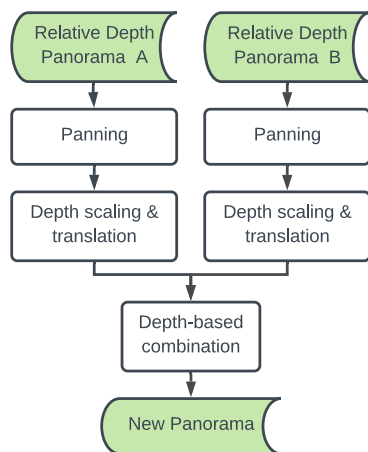 Relative Depth
Panorama A
Relative Depth
Panorama B
Panning
Panning
Depth scaling &
translation
Depth scaling &
translation
Depth-based
combination
New Panorama